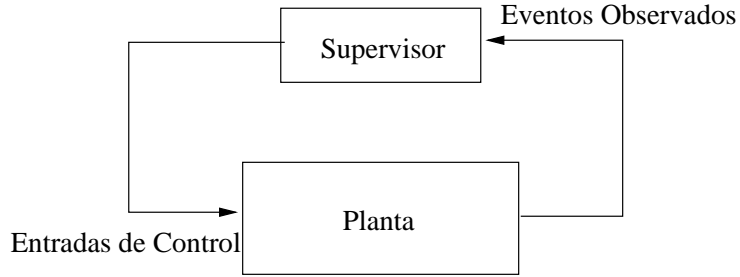 Eventos Observados
Supervisor
Planta
Entradas de Control